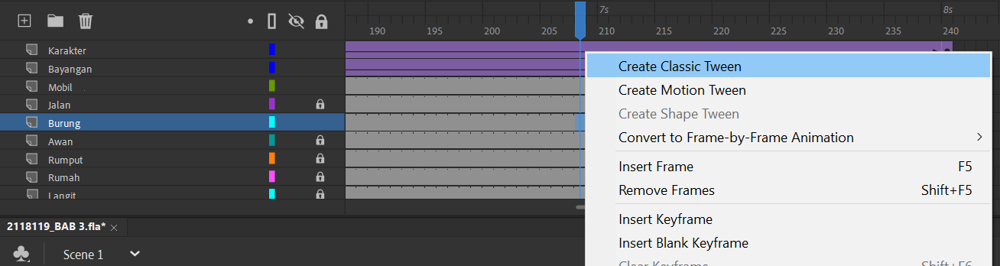 7s 8s
190 195 200 205 210 215 220 225 230 235 240
Karakter
Bayangan
Mobil
Jalan
Burung
Awan
Rumput
Rumah
Langit
Create Classic Tween
Create Motion Tween
Create Shape Tween
Convert to Frame-by-Frame Animation
Insert Frame F5
Remove Frames Shift+F5
Insert Keyframe
Insert Blank Keyframe
Clear Keyframe Shift+F6
2118119_BAB 3.fla*
Scene 1